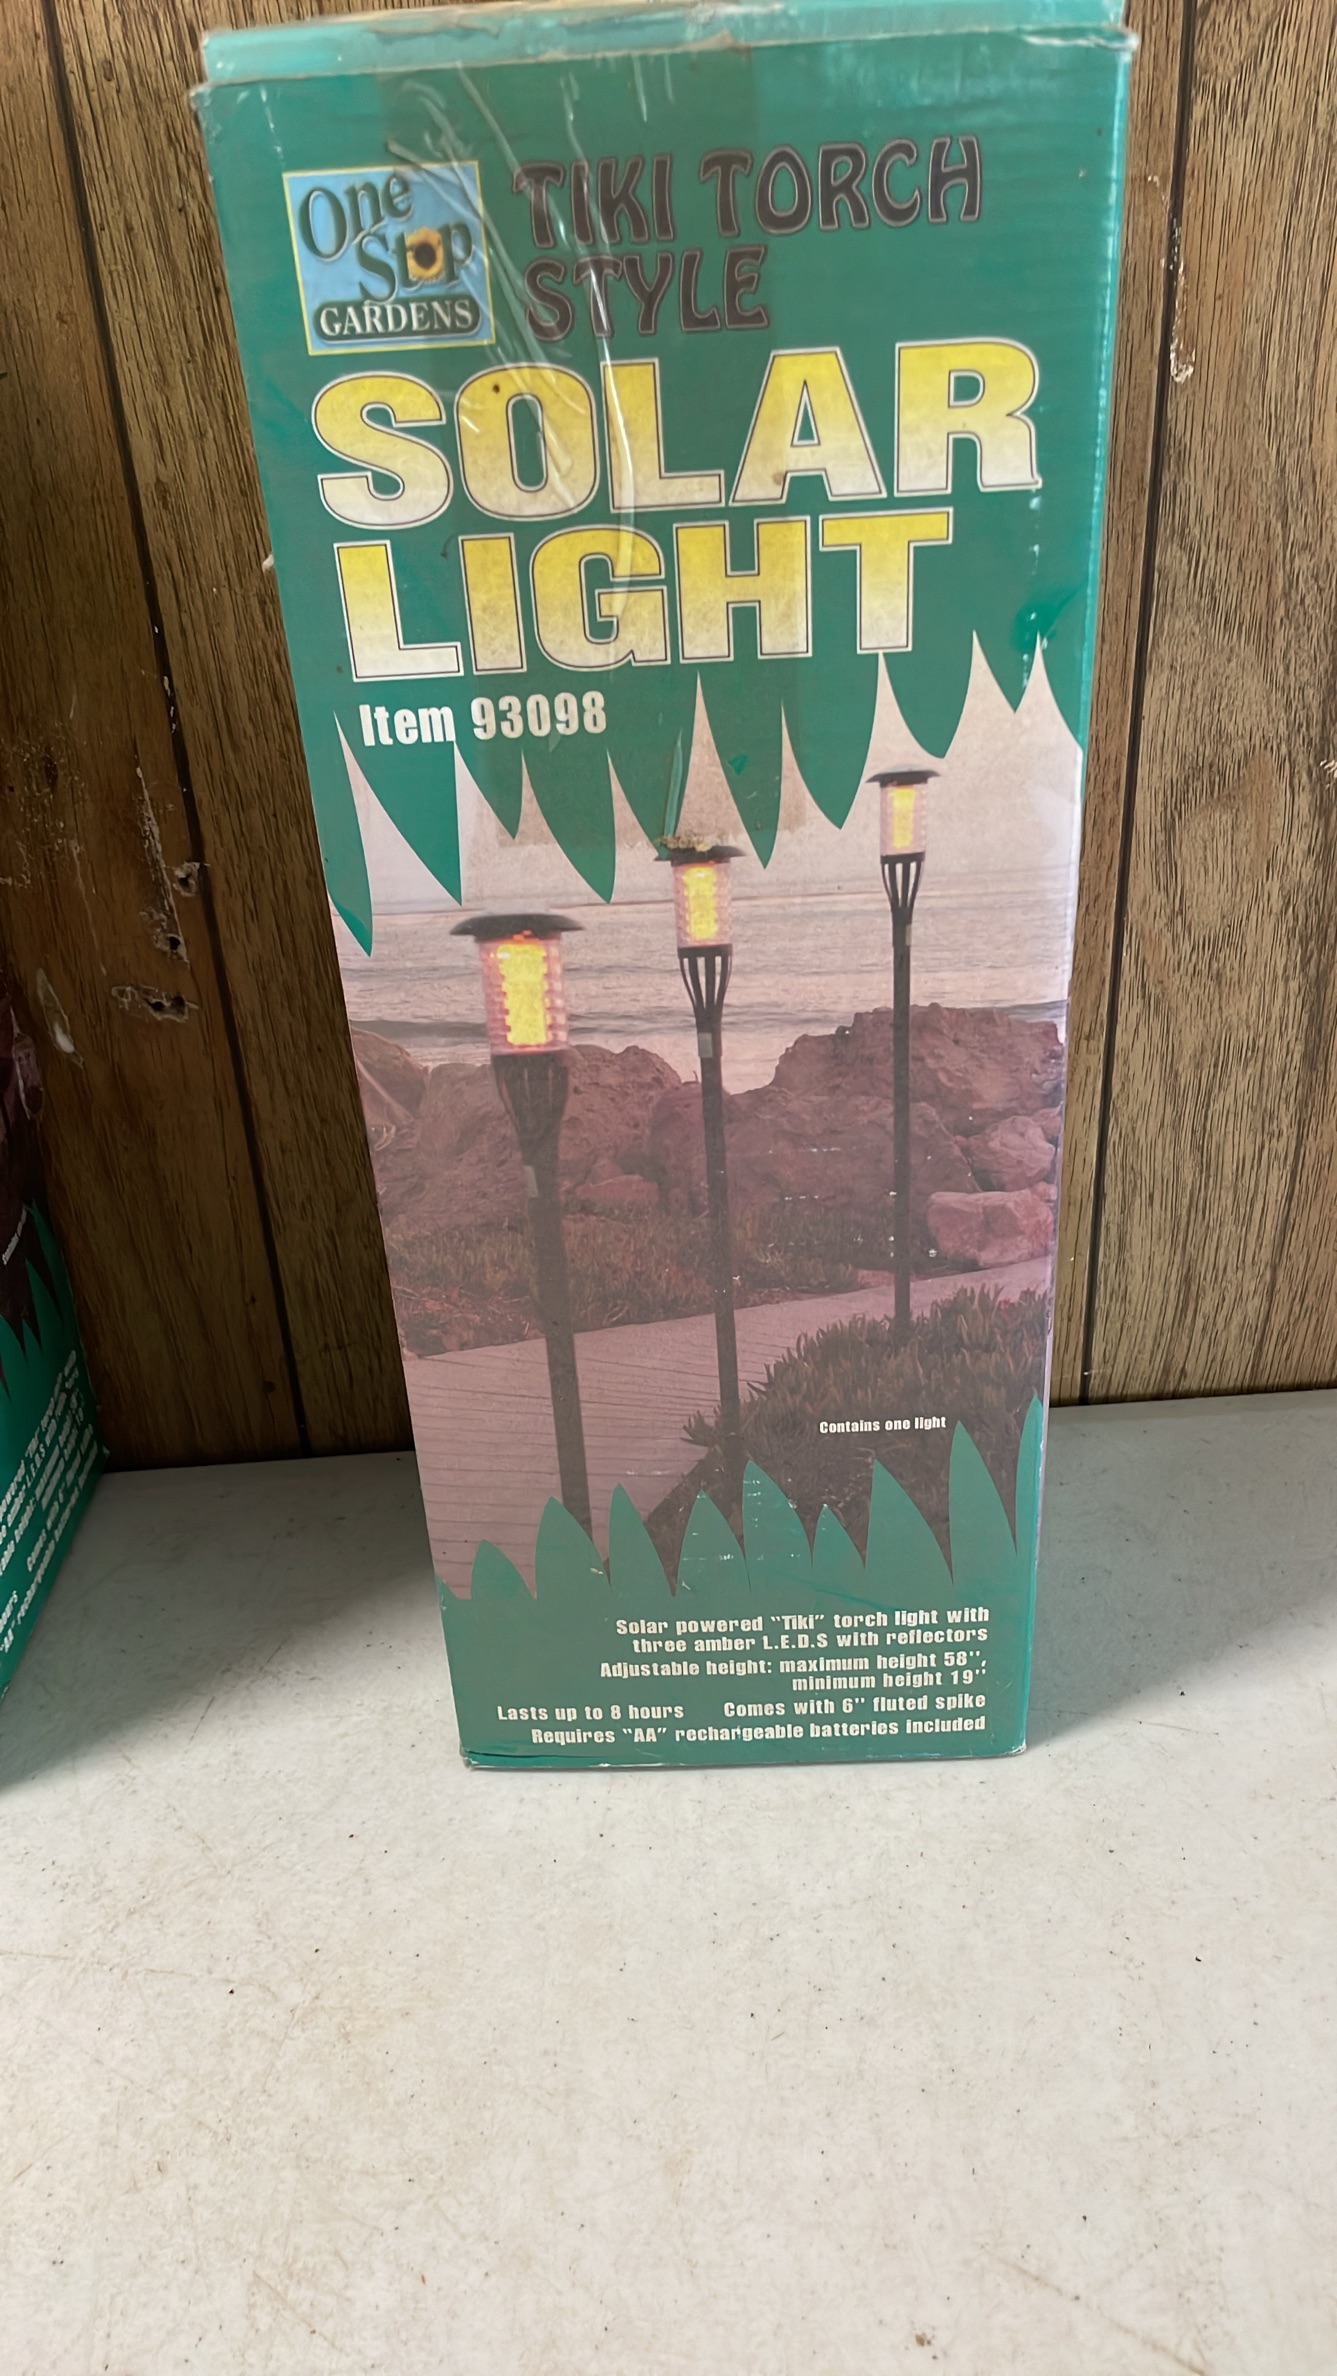 One
Stop
GARDENS
TIKI TORCH
STYLE
SOLAR
LIGHT
Item 93098
Contains one light
Solar powered "Tiki" torch light with
three amber L.E.D.S with reflectors
Adjustable height: maximum height 58",
minimum height 19"
Lasts up to 8 hours Comes with 6" fluted spike
Requires "AA" rechargeable batteries included